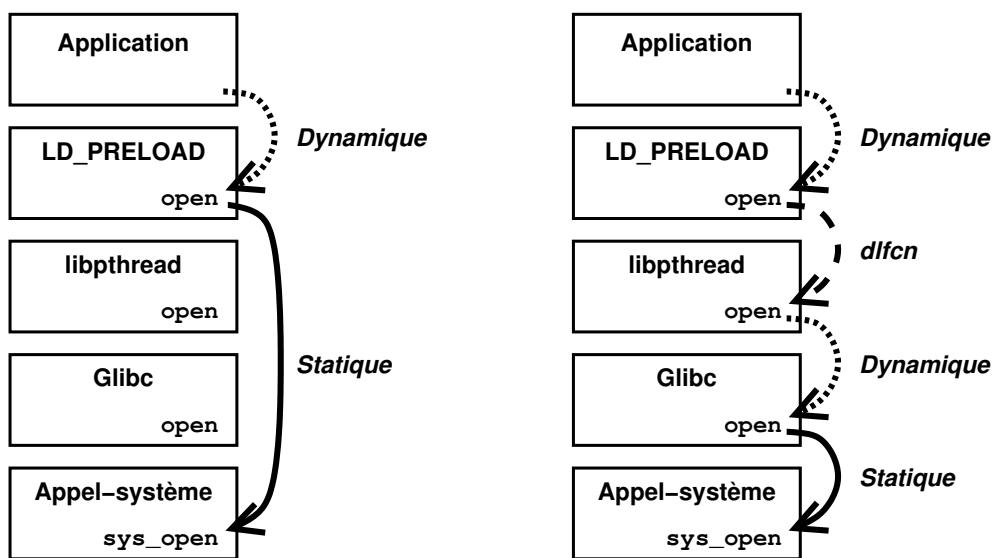 Application
Dynamique
LD_PRELOAD
open
libpthread
open
Statique
Glibc
open
Appel−système
sys_open
Application
Dynamique
LD_PRELOAD
open
dlfcn
libpthread
open
Dynamique
Glibc
open
Statique
Appel−système
sys_open